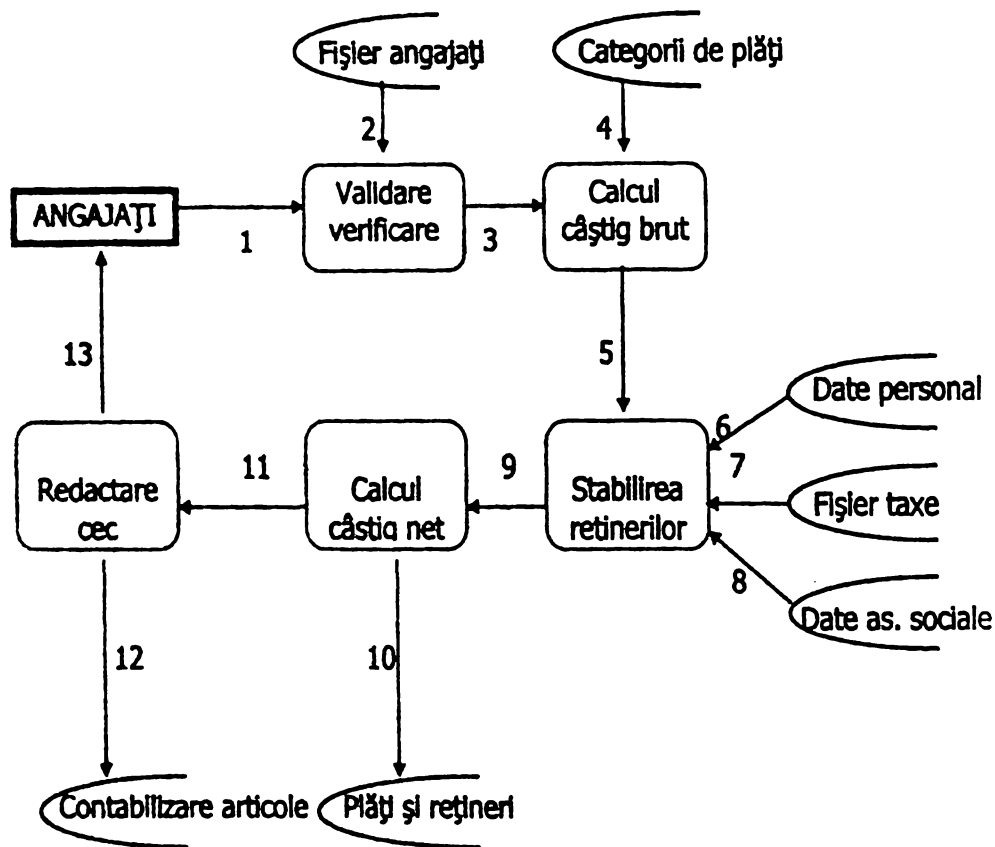 Fişier angajaţi
Categorii de plăţi
2
4
ANGAJAŢI
Validare
verificare
Calcul
câştig brut
1
3
13
5
Date personal
6
7
Redactare
cec
11
Calcul
câştig net
9
Stabilirea
reţinerilor
Fişier taxe
8
Date as. sociale
12
10
Contabilizare articole
Plăţi şi reţineri